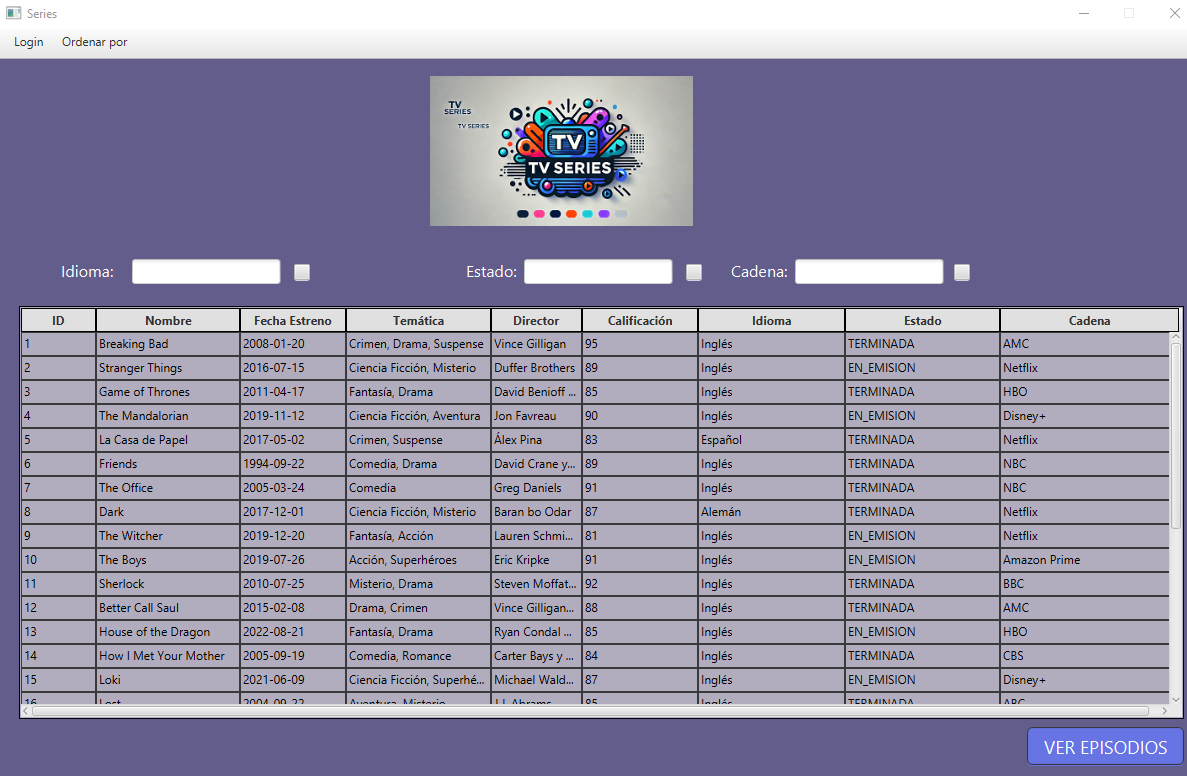 Series
Login Ordenar por
TV
SERIES
TV SERIES
TV
TV SERIES
Idioma: Estado: Cadena:
ID Nombre Fecha Estreno Temática Director Calificación Idioma Estado Cadena
1 Breaking Bad 2008-01-20 Crimen, Drama, Suspense Vince Gilligan 95 Inglés TERMINADA AMC
2 Stranger Things 2016-07-15 Ciencia Ficción, Misterio Duffer Brothers 89 Inglés EN_EMISION Netflix
3 Game of Thrones 2011-04-17 Fantasía, Drama David Benioff ... 85 Inglés TERMINADA HBO
4 The Mandalorian 2019-11-12 Ciencia Ficción, Aventura Jon Favreau 90 Inglés EN_EMISION Disney+
5 La Casa de Papel 2017-05-02 Crimen, Suspense Álex Pina 83 Español TERMINADA Netflix
6 Friends 1994-09-22 Comedia, Drama David Crane y... 89 Inglés TERMINADA NBC
7 The Office 2005-03-24 Comedia Greg Daniels 91 Inglés TERMINADA NBC
8 Dark 2017-12-01 Ciencia Ficción, Misterio Baran bo Odar 87 Alemán TERMINADA Netflix
9 The Witcher 2019-12-20 Fantasía, Acción Lauren Schmi... 81 Inglés EN_EMISION Netflix
10 The Boys 2019-07-26 Acción, Superhéroes Eric Kripke 91 Inglés EN_EMISION Amazon Prime
11 Sherlock 2010-07-25 Misterio, Drama Steven Moffat... 92 Inglés TERMINADA BBC
12 Better Call Saul 2015-02-08 Drama, Crimen Vince Gilligan... 88 Inglés TERMINADA AMC
13 House of the Dragon 2022-08-21 Fantasía, Drama Ryan Condal ... 85 Inglés EN_EMISION HBO
14 How I Met Your Mother 2005-09-19 Comedia, Romance Carter Bays y ... 84 Inglés TERMINADA CBS
15 Loki 2021-06-09 Ciencia Ficción, Superhé... Michael Wald... 87 Inglés EN_EMISION Disney+
16 Lost 2004-09-22 Aventura, Misterio J.J. Abrams 85 Inglés TERMINADA ABC
VER EPISODIOS